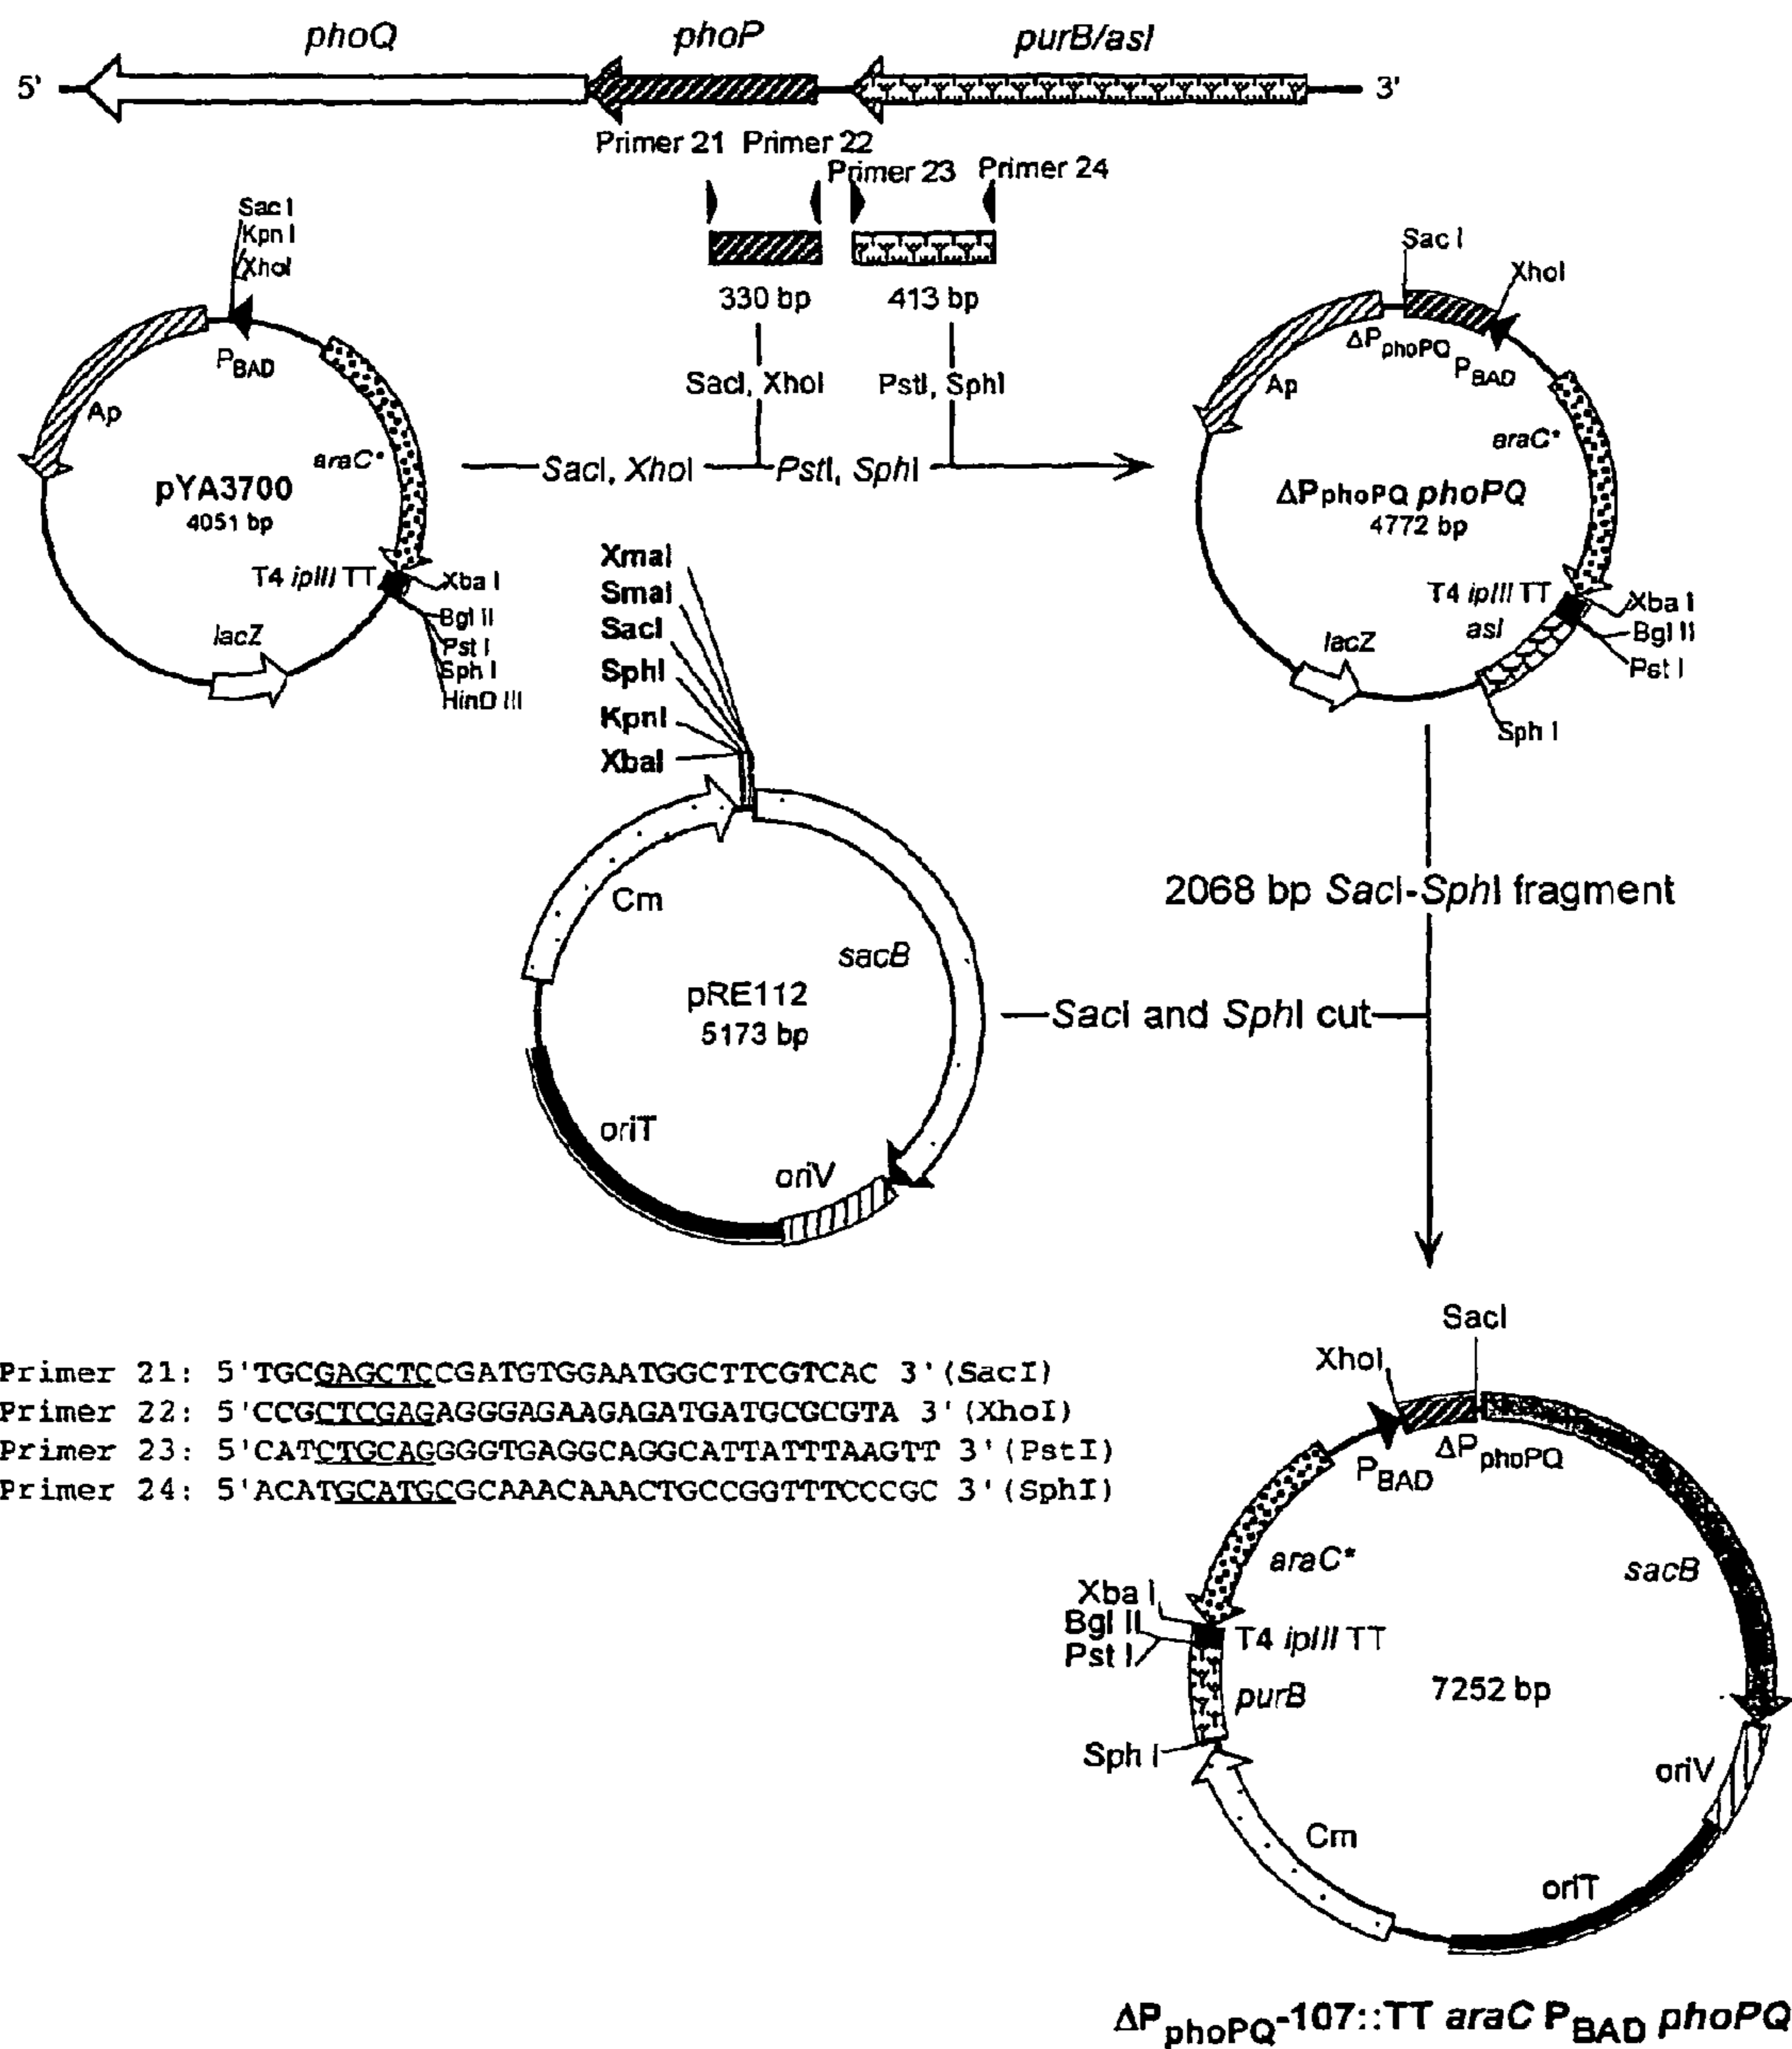 phoQ phoP purB/asI
5' 3'
Primer 21 Primer 22
Primer 23 Primer 24
330 bp 413 bp
SacI, XhoI PstI, SphI
Sac I
Kpn I
XhoI
PBAD
Ap
araC*
pYA3700
4051 bp
T4 ipIII TT
Xba I
Bgl II
Pst I
Sph I
HinD III
lacZ
SacI, XhoI PstI, SphI
Sac I
XhoI
ΔPphoPQ
PBAD
Ap
araC*
ΔPphoPQ phoPQ
4772 bp
T4 ipIII TT
asI
Xba I
Bgl II
Pst I
lacZ
Sph I
XmaI
SmaI
SacI
SphI
KpnI
XbaI
Cm
sacB
pRE112
5173 bp
oriT
oriV
2068 bp SacI-SphI fragment
SacI and SphI cut
Primer 21: 5'TGCGAGCTCCGATGTGGAATGGCTTCGTCAC 3'(SacI)
Primer 22: 5'CCGCTCGAGAGGGAGAAGAGATGATGCGCGTA 3'(XhoI)
Primer 23: 5'CATCTGCAGGGGTGAGGCAGGCATTATTTAAGTT 3'(PstI)
Primer 24: 5'ACATGCATGCGCAAACAAACTGCCGGTTTCCCGC 3'(SphI)
SacI
XhoI
PBAD
ΔPphoPQ
araC*
sacB
Xba I
Bgl II
Pst I
T4 ipIII TT
purB
7252 bp
Sph I
oriV
Cm
oriT
ΔPphoPQ-107::TT araC PBAD phoPQ